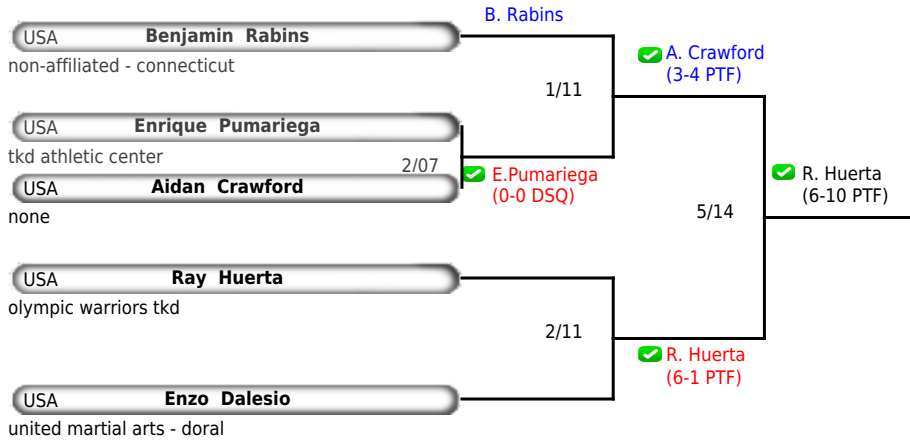 B. Rabins
USA Benjamin Rabins
non-affiliated - connecticut
A. Crawford
(3-4 PTF)
1/11
USA Enrique Pumariega
tkd athletic center
2/07
E.Pumariega
(0-0 DSQ)
USA Aidan Crawford
none
R. Huerta
(6-10 PTF)
5/14
USA Ray Huerta
olympic warriors tkd
2/11
R. Huerta
(6-1 PTF)
USA Enzo Dalesio
united martial arts - doral